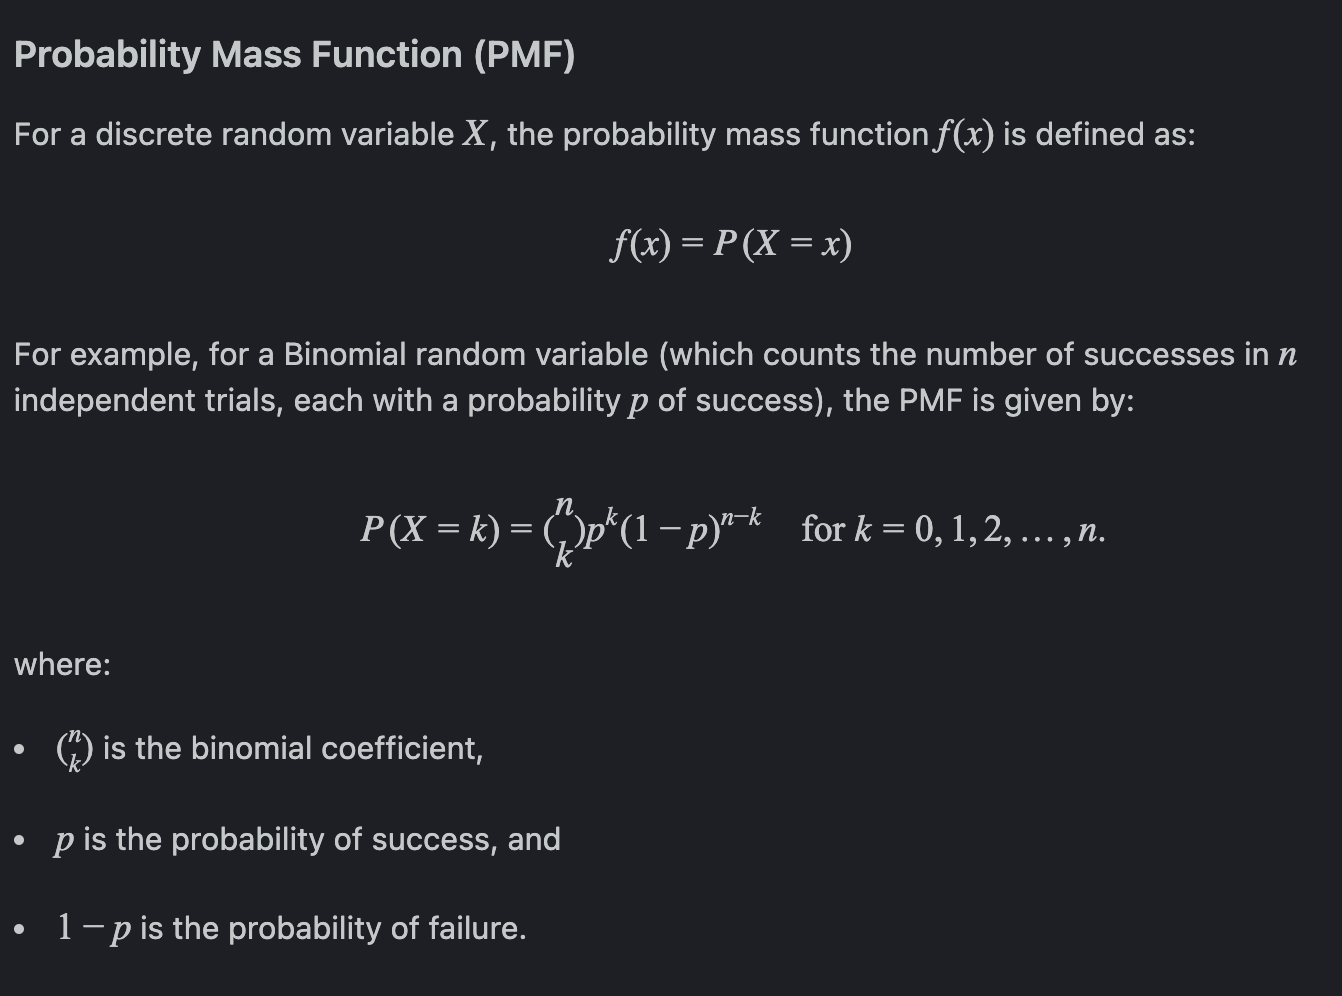 Probability Mass Function (PMF)
For a discrete random variable X, the probability mass function f(x) is defined as:
f(x) = P(X = x)
For example, for a Binomial random variable (which counts the number of successes in n
independent trials, each with a probability p of success), the PMF is given by:
P(X = k) = \binom{n}{k} p^k (1 − p)^{n−k} for k = 0, 1, 2, … , n.
where:
• \binom{n}{k} is the binomial coefficient,
• p is the probability of success, and
• 1 − p is the probability of failure.